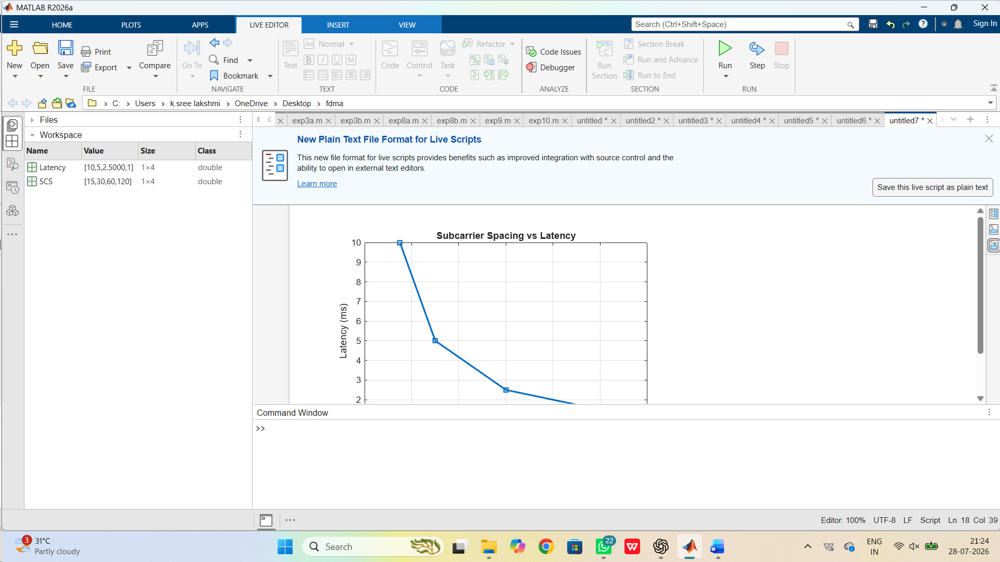 MATLAB R2026a
HOME PLOTS APPS LIVE EDITOR INSERT VIEW Search (Ctrl+Shift+Space) Sign In
New Open Save Print Export Compare
FILE
Go To Find Bookmark
NAVIGATE
Text Aa Normal B I U M
TEXT
Code Control Task Refactor
CODE
Code Issues
Debugger
ANALYZE
Run Section Section Break
Run and Advance
Run to End
SECTION
Run Step Stop
RUN
C: Users k.sree lakshmi OneDrive Desktop fdma
Files
Workspace
Name Value Size Class
Latency [10,5,2.5000,1] 1×4 double
SCS [15,30,60,120] 1×4 double
exp3a.m exp3b.m exp8a.m exp8b.m exp9.m exp10.m untitled * untitled2 * untitled3 * untitled4 * untitled5 * untitled6 * untitled7 *
New Plain Text File Format for Live Scripts
This new file format for live scripts provides benefits such as improved integration with source control and the
ability to open in external text editors.
Learn more
Save this live script as plain text
Subcarrier Spacing vs Latency
10
9
8
7
6
5
4
3
2
Latency (ms)
Command Window
>>
Editor: 100% UTF-8 LF Script Ln 18 Col 39
3
31°C
Partly cloudy
Search
22
W
W
ENG
IN
21:24
28-07-2026